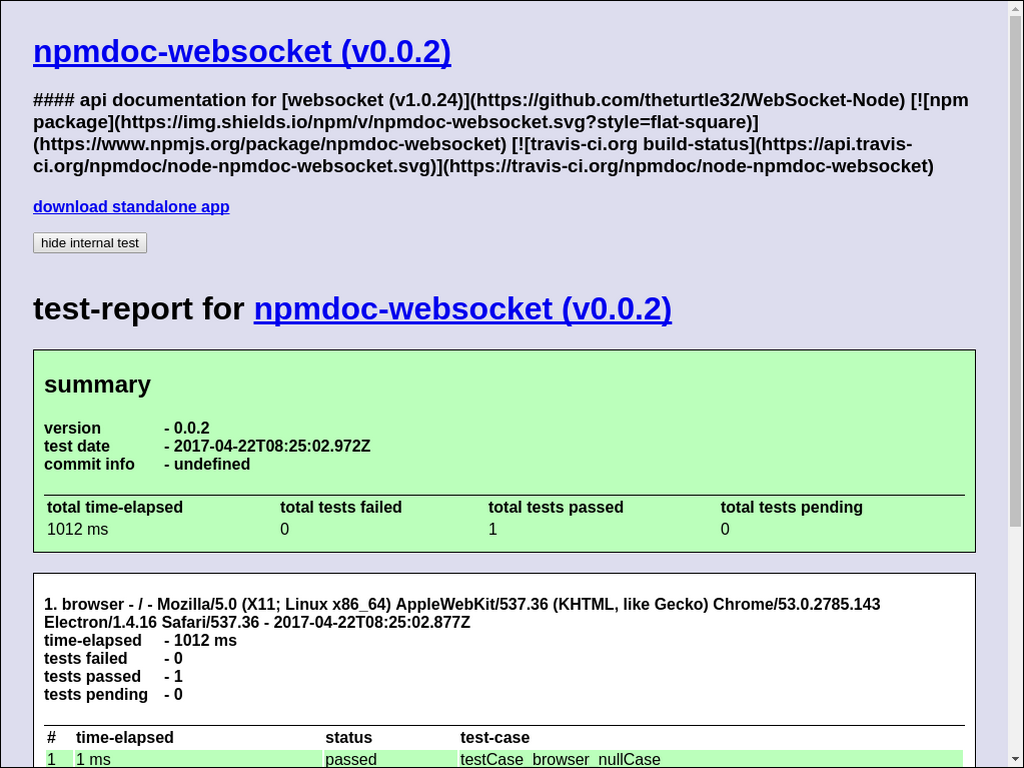 npmdoc-websocket (v0.0.2)
#### api documentation for [websocket (v1.0.24)](https://github.com/theturtle32/WebSocket-Node) [![npm
package](https://img.shields.io/npm/v/npmdoc-websocket.svg?style=flat-square)]
(https://www.npmjs.org/package/npmdoc-websocket) [![travis-ci.org build-status](https://api.travis-
ci.org/npmdoc/node-npmdoc-websocket.svg)](https://travis-ci.org/npmdoc/node-npmdoc-websocket)
download standalone app
hide internal test
test-report for npmdoc-websocket (v0.0.2)
summary
version - 0.0.2
test date - 2017-04-22T08:25:02.972Z
commit info - undefined
total time-elapsed total tests failed total tests passed total tests pending
1012 ms 0 1 0
1. browser - / - Mozilla/5.0 (X11; Linux x86_64) AppleWebKit/537.36 (KHTML, like Gecko) Chrome/53.0.2785.143
Electron/1.4.16 Safari/537.36 - 2017-04-22T08:25:02.877Z
time-elapsed - 1012 ms
tests failed - 0
tests passed - 1
tests pending - 0
# time-elapsed status test-case
1 1 ms passed testCase_browser_nullCase